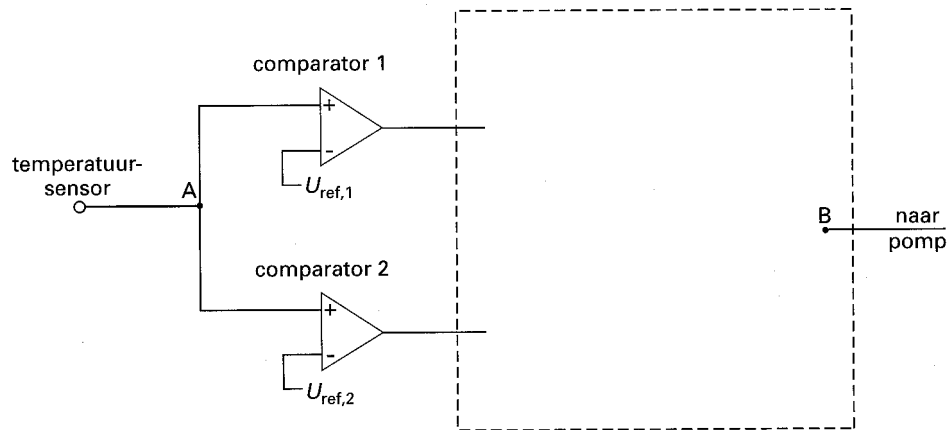 comparator 1
+
-
U_ref,1
temperatuur-
sensor
A
comparator 2
+
-
U_ref,2
B
naar
pomp